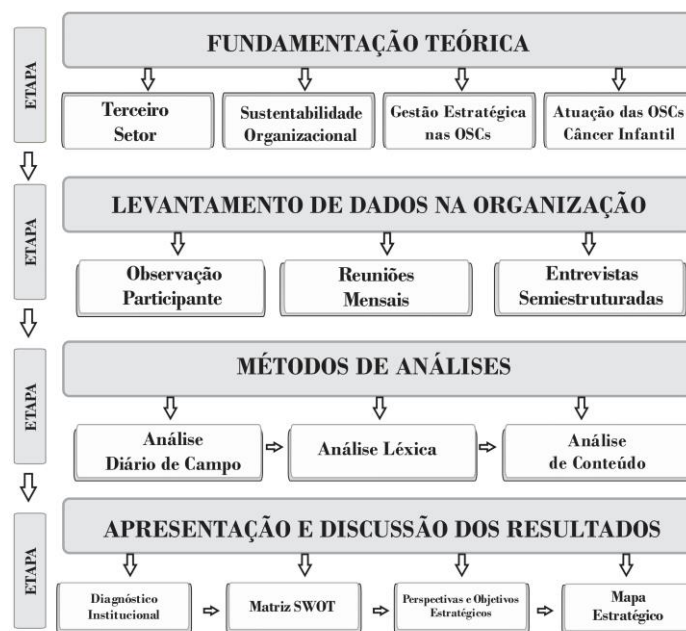 ETAPA
FUNDAMENTAÇÃO TEÓRICA
Terceiro
Setor
Sustentabilidade
Organizacional
Gestão Estratégica
nas OSCs
Atuação das OSCs
Câncer Infantil
ETAPA
LEVANTAMENTO DE DADOS NA ORGANIZAÇÃO
Observação
Participante
Reuniões
Mensais
Entrevistas
Semiestruturadas
ETAPA
MÉTODOS DE ANÁLISES
Análise
Diário de Campo
Análise Léxica
Análise
de Conteúdo
ETAPA
APRESENTAÇÃO E DISCUSSÃO DOS RESULTADOS
Diagnóstico
Institucional
Matriz SWOT
Perspectivas e Objetivos
Estratégicos
Mapa
Estratégico